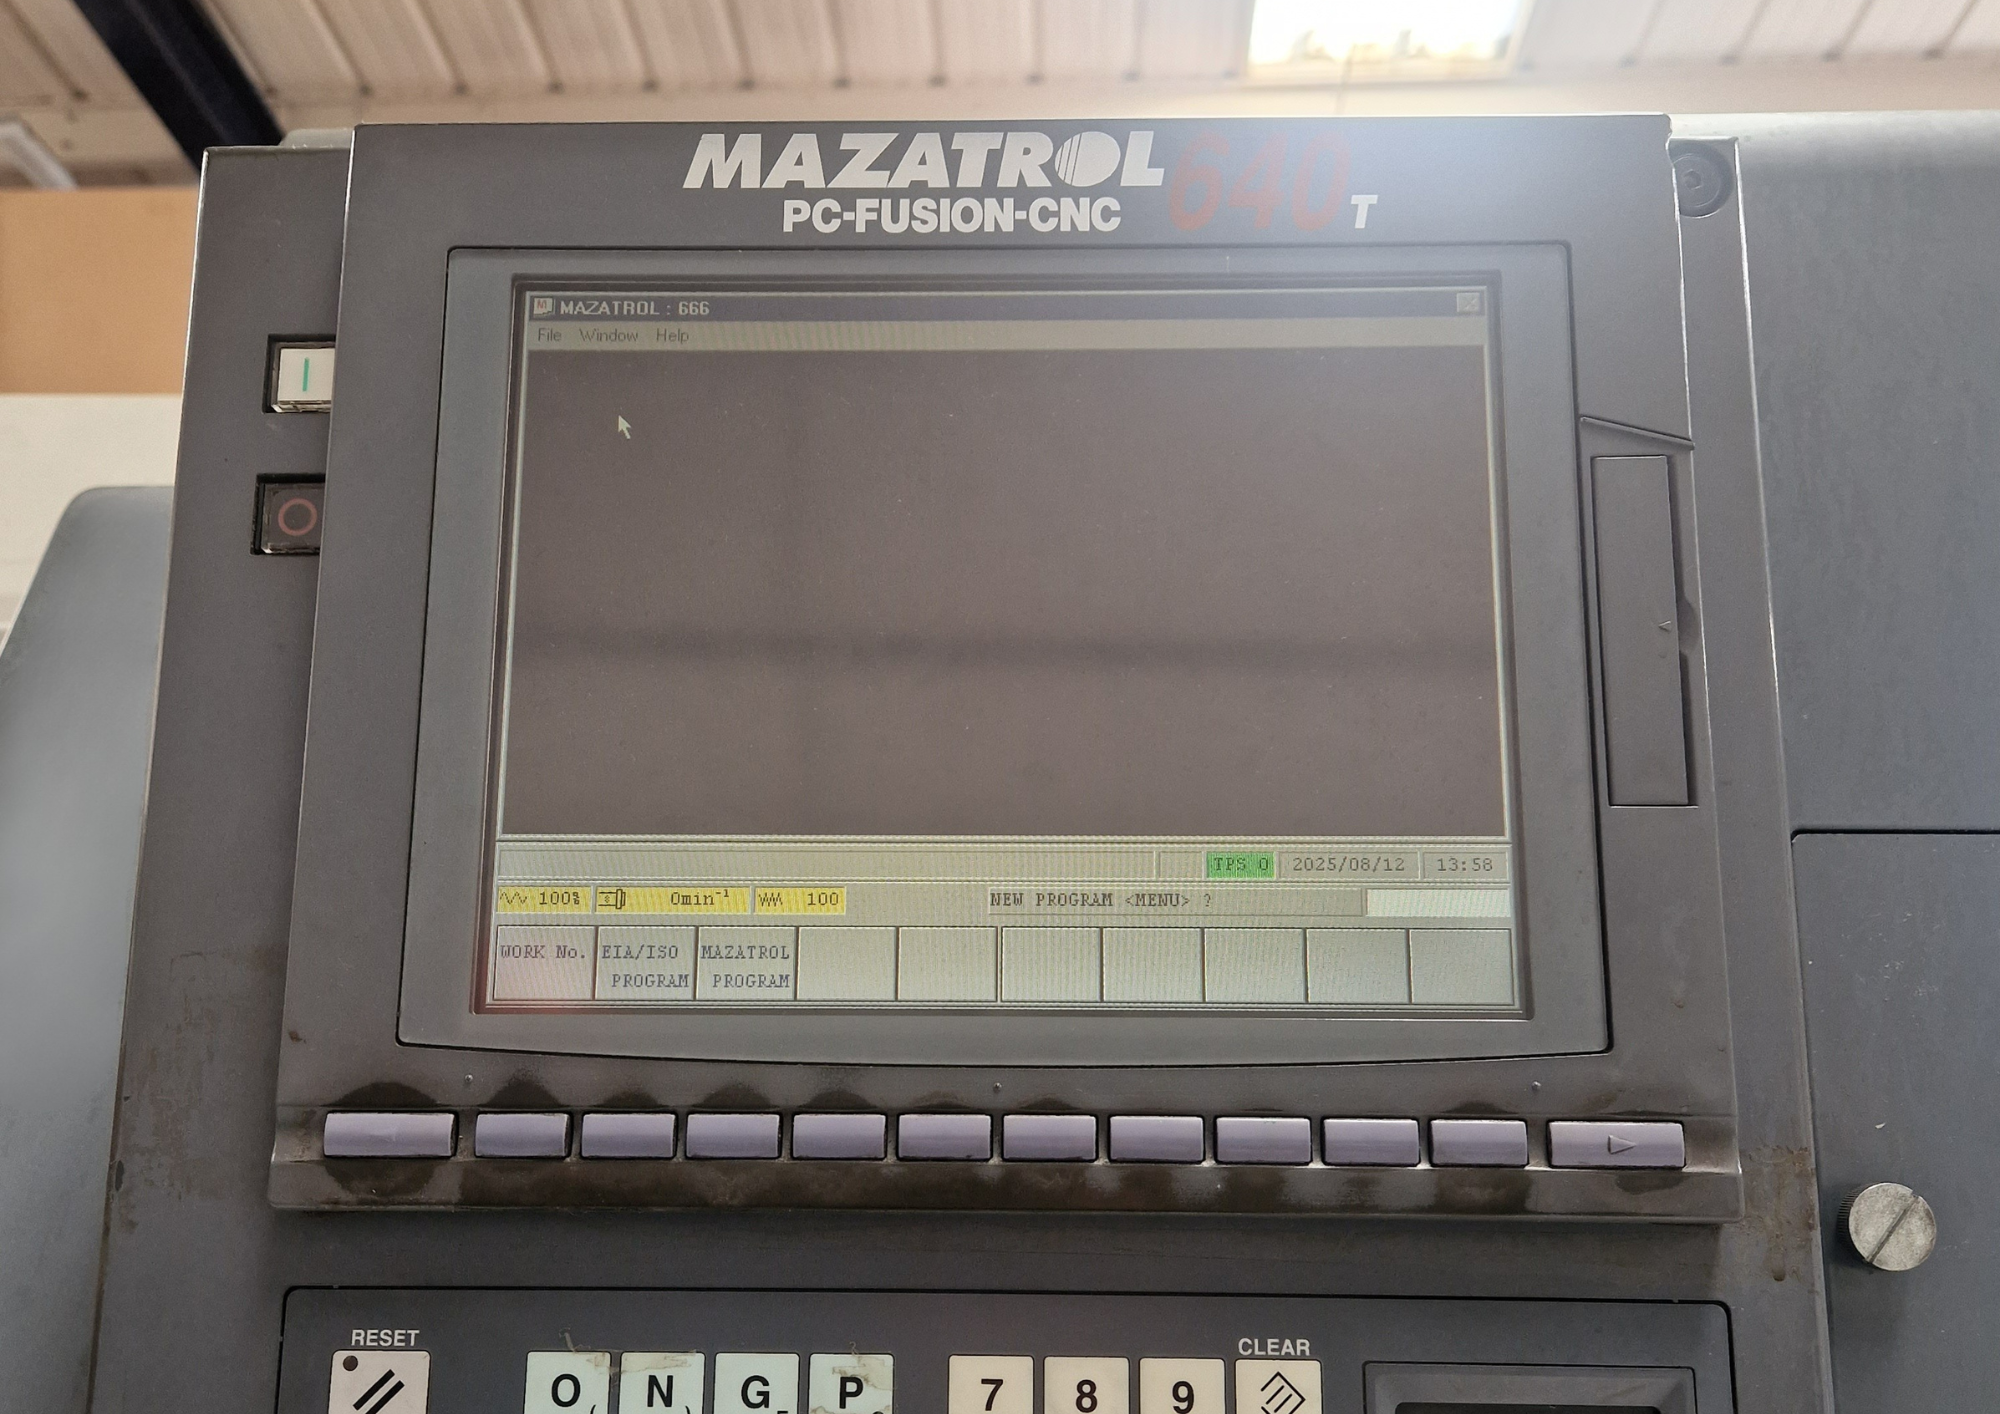 MAZATROL 640 T
PC-FUSION-CNC
MAZATROL : 666
File Window Help
TPS 0 2025/08/12 13:58
100% 0min⁻¹ 100 NEW PROGRAM <MENU> ?
WORK No. EIA/ISO PROGRAM MAZATROL PROGRAM
RESET
CLEAR
O N G P 7 8 9